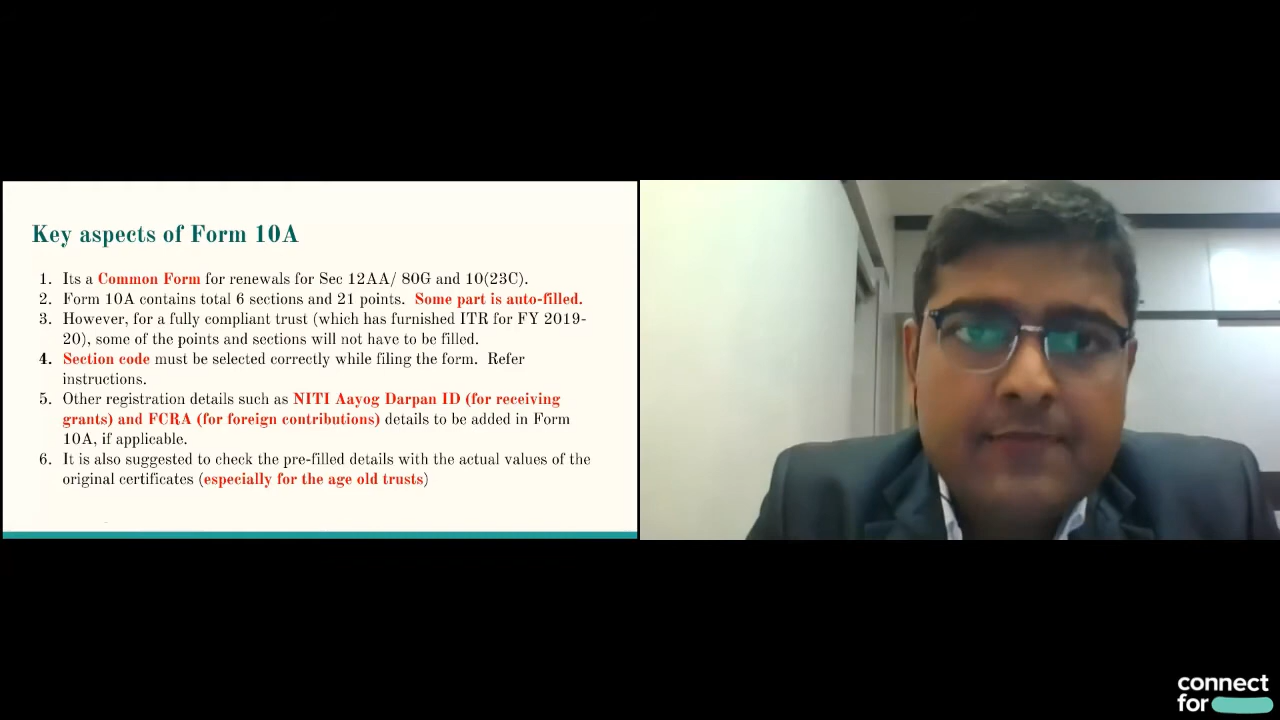 Key aspects of Form 10A
1. Its a Common Form for renewals for Sec 12AA/ 80G and 10(23C).
2. Form 10A contains total 6 sections and 21 points. Some part is auto-filled.
3. However, for a fully compliant trust (which has furnished ITR for FY 2019-
20), some of the points and sections will not have to be filled.
4. Section code must be selected correctly while filing the form. Refer
instructions.
5. Other registration details such as NITI Aayog Darpan ID (for receiving
grants) and FCRA (for foreign contributions) details to be added in Form
10A, if applicable.
6. It is also suggested to check the pre-filled details with the actual values of the
original certificates (especially for the age old trusts)
connect
for